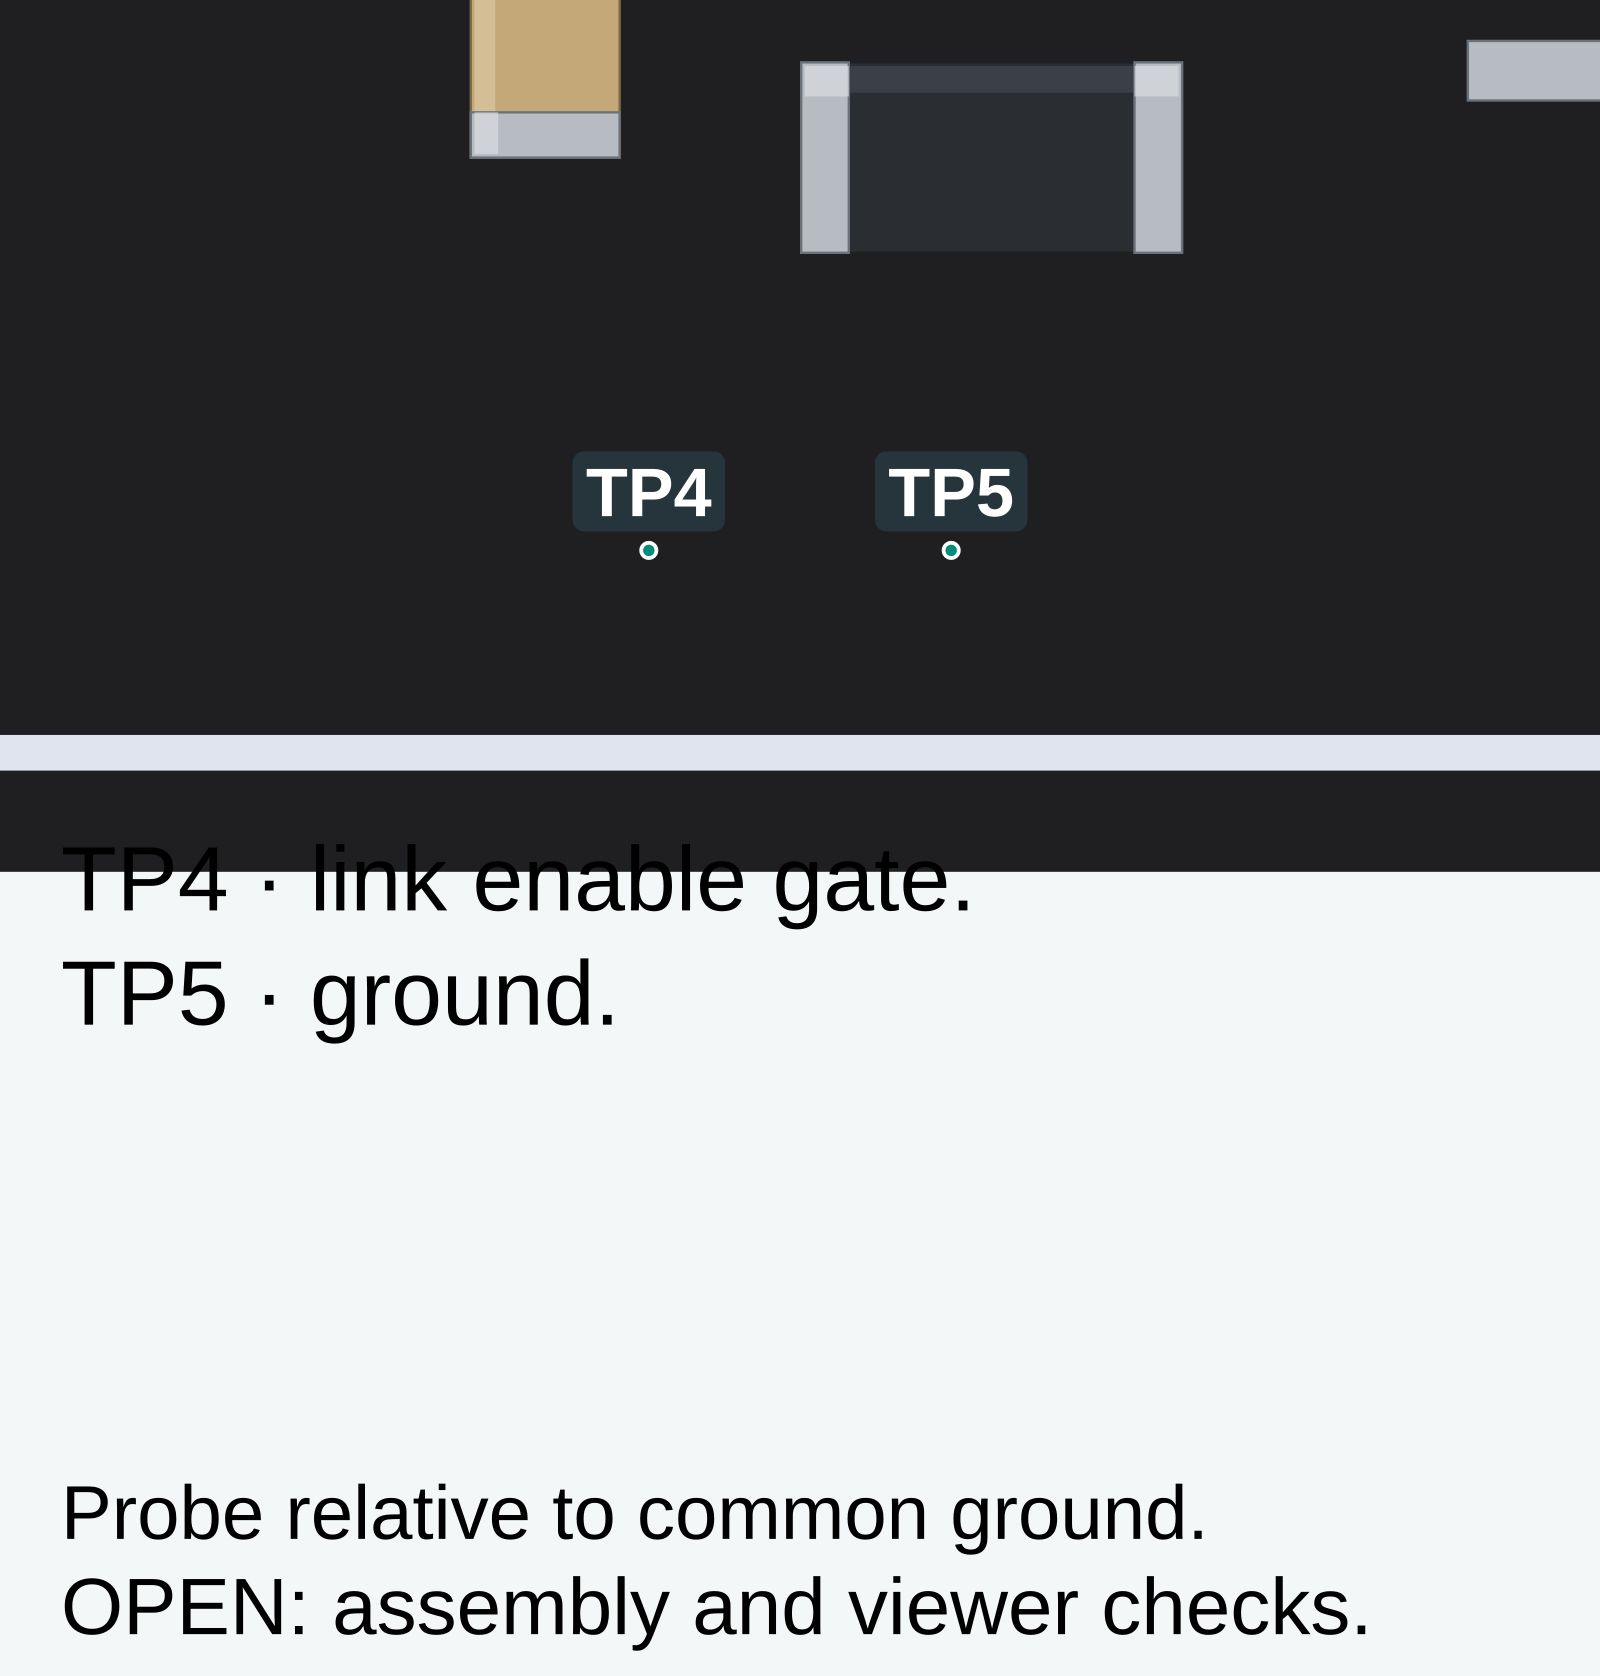 TP4 TP5
TP4 · link enable gate.
TP5 · ground.
Probe relative to common ground.
OPEN: assembly and viewer checks.